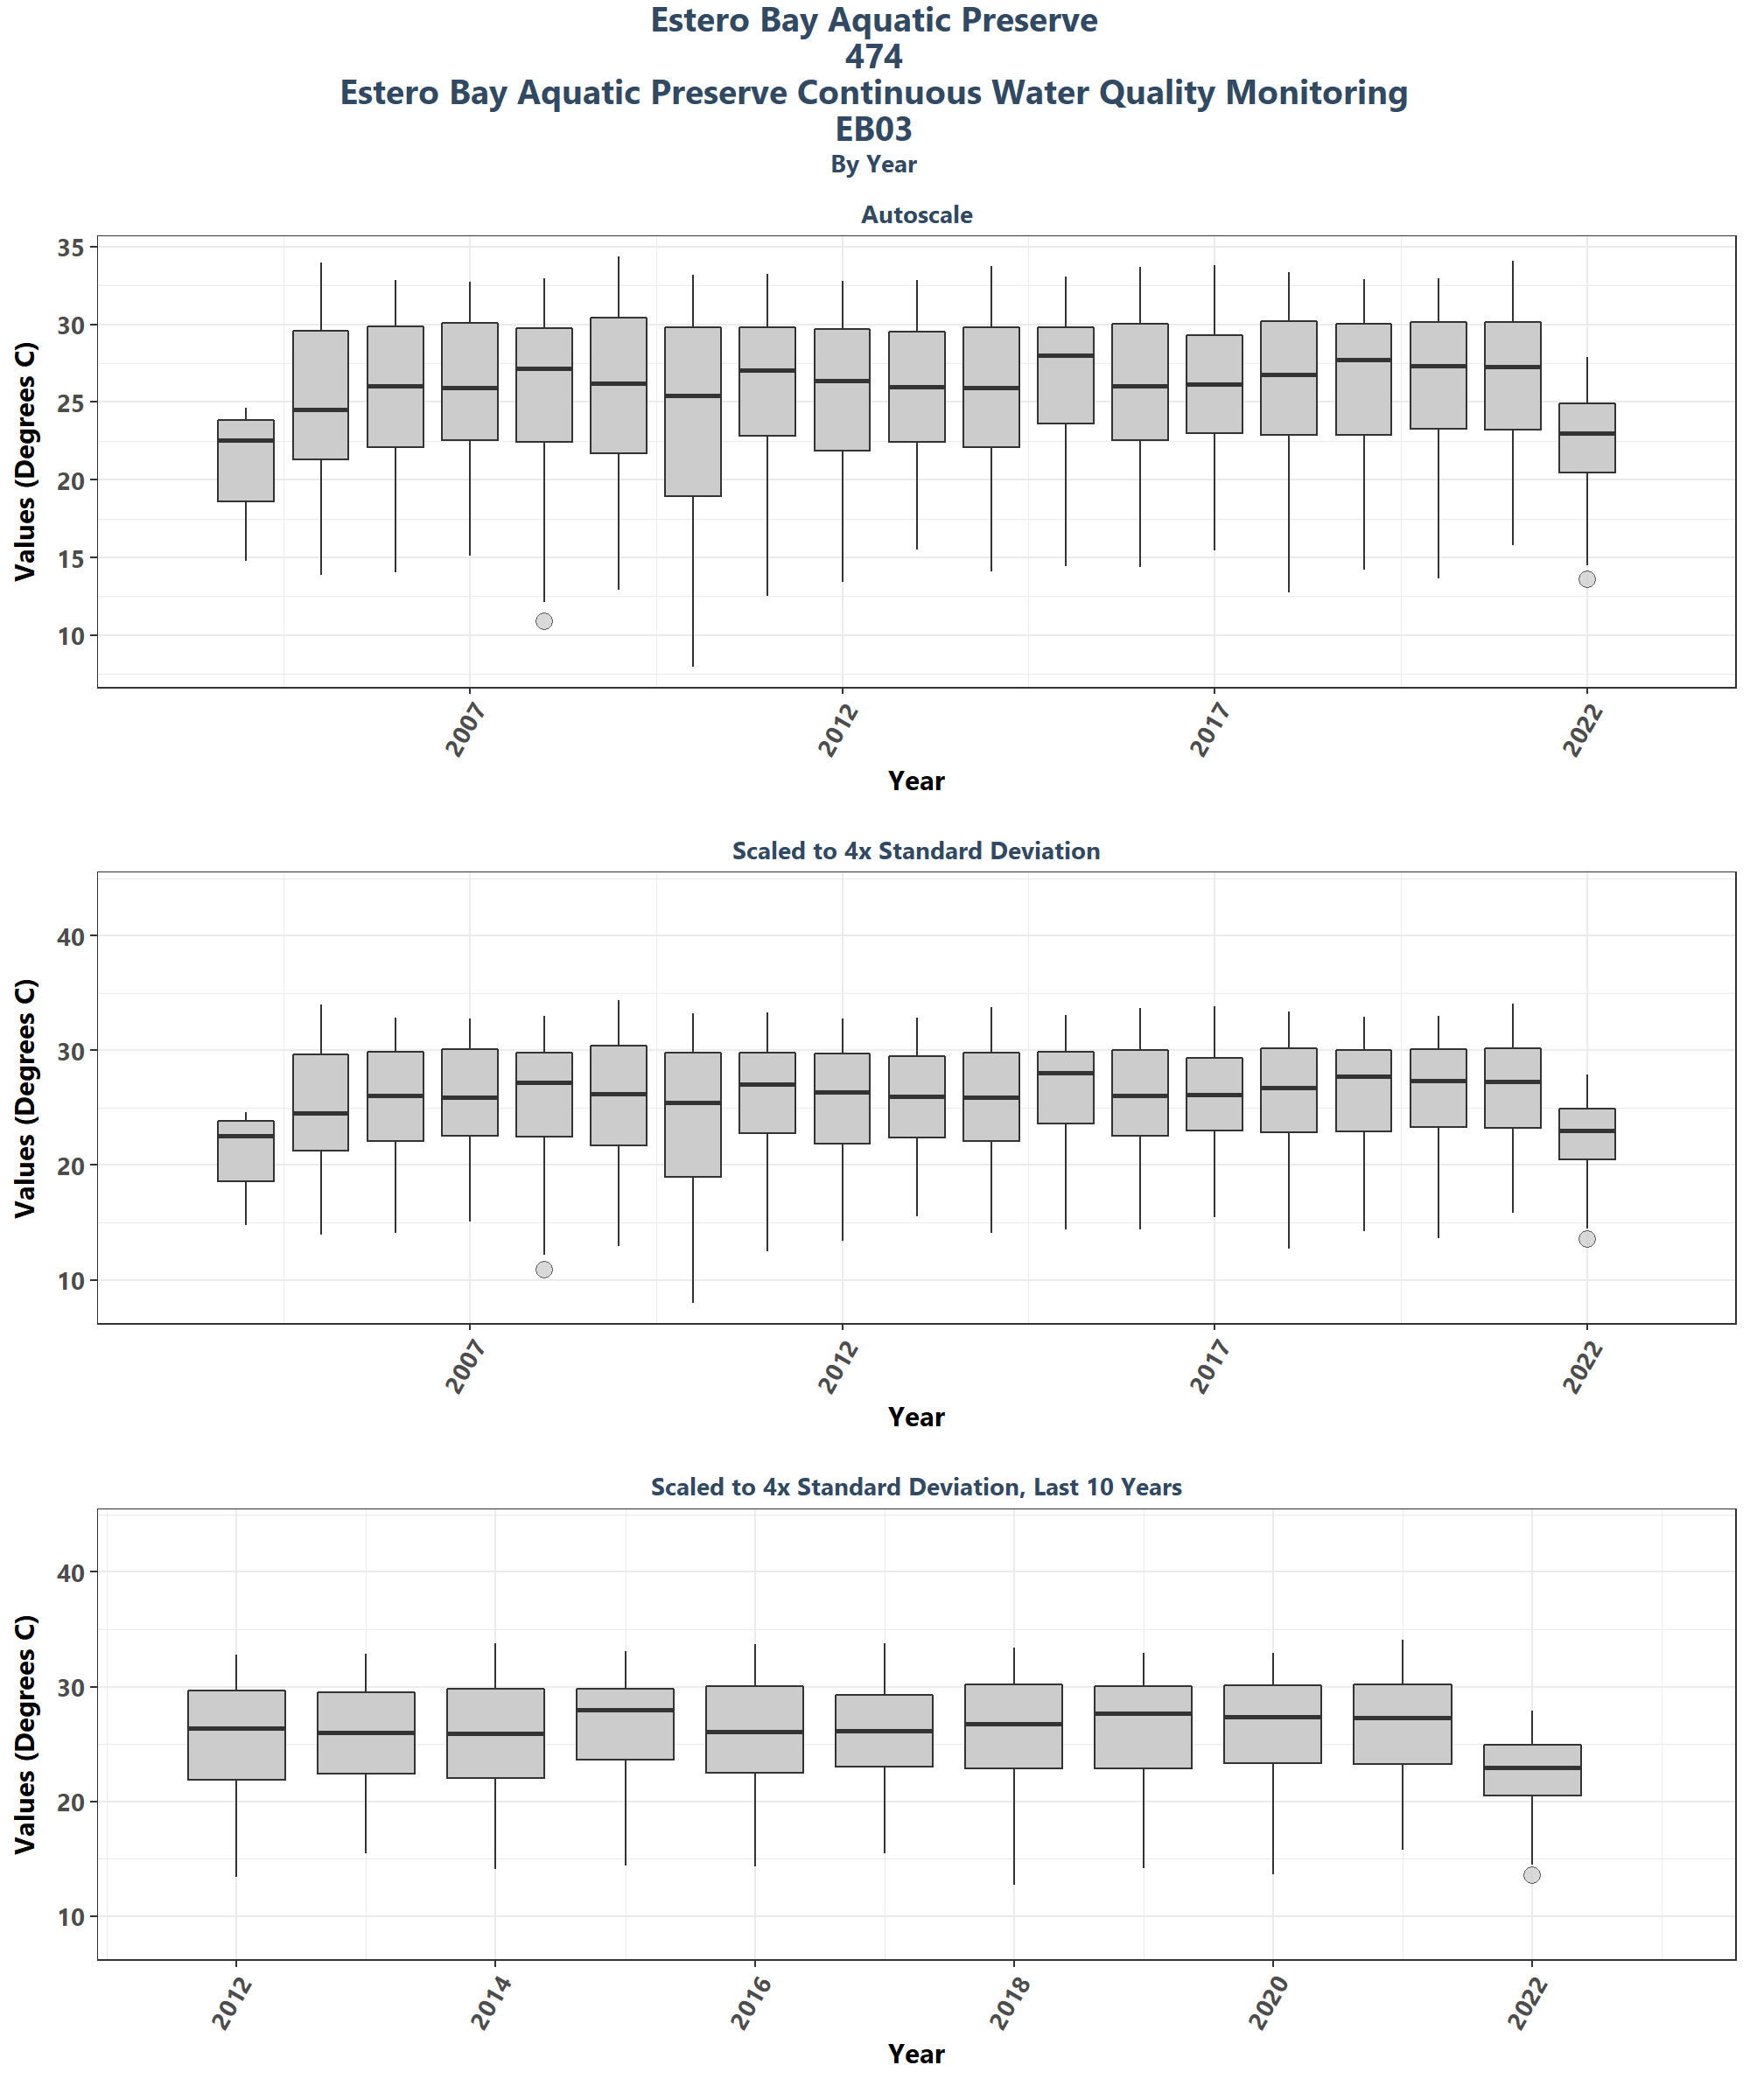 Estero Bay Aquatic Preserve
474
Estero Bay Aquatic Preserve Continuous Water Quality Monitoring
EB03
By Year
Autoscale
Values (Degrees C)
35
30
25
20
15
10
2007
2012
2017
2022
Year
Scaled to 4x Standard Deviation
Values (Degrees C)
40
30
20
10
2007
2012
2017
2022
Year
Scaled to 4x Standard Deviation, Last 10 Years
Values (Degrees C)
40
30
20
10
2012
2014
2016
2018
2020
2022
Year